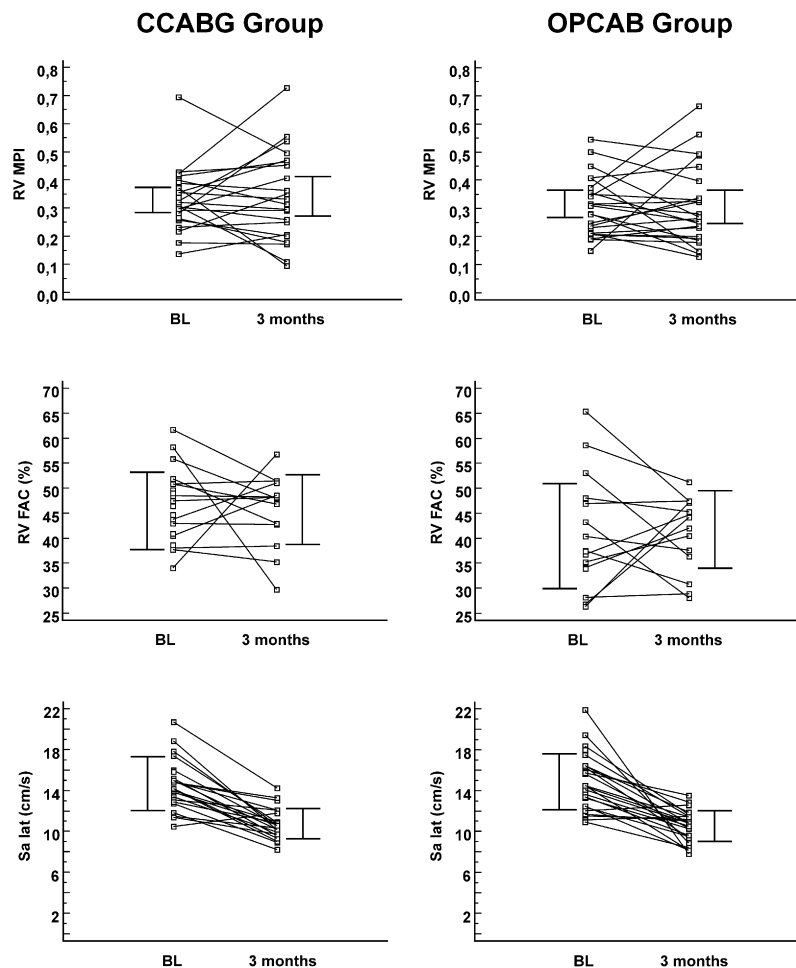 CCABG Group
OPCAB Group
RV MPI
0,8
0,7
0,6
0,5
0,4
0,3
0,2
0,1
0,0
BL
3 months
RV MPI
0,8
0,7
0,6
0,5
0,4
0,3
0,2
0,1
0,0
BL
3 months
RV FAC (%)
70
65
60
55
50
45
40
35
30
25
BL
3 months
RV FAC (%)
70
65
60
55
50
45
40
35
30
25
BL
3 months
Sa lat (cm/s)
22
18
14
10
6
2
BL
3 months
Sa lat (cm/s)
22
18
14
10
6
2
BL
3 months